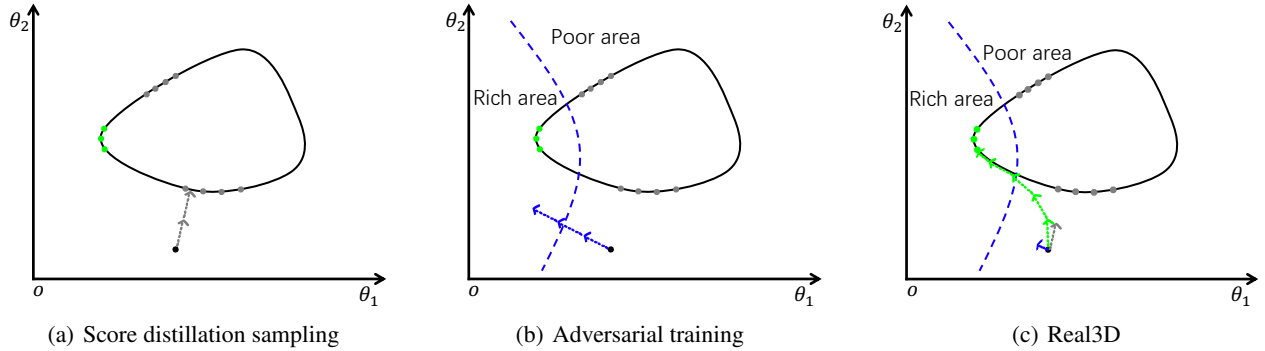 θ₂
o
θ₁
(a) Score distillation sampling
θ₂
Poor area
Rich area
o
θ₁
(b) Adversarial training
θ₂
Poor area
Rich area
o
θ₁
(c) Real3D